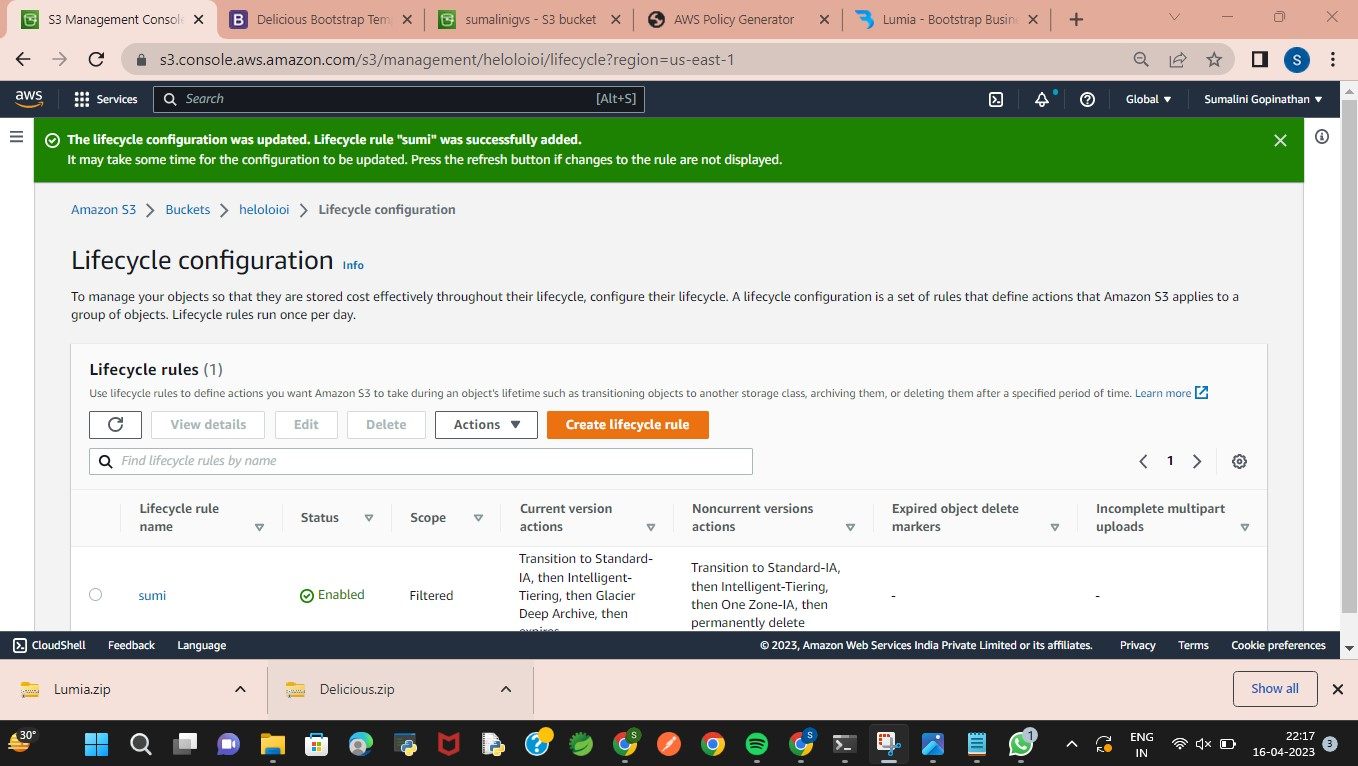 S3 Management Console
Delicious Bootstrap Tem
sumalinigvs - S3 bucket
AWS Policy Generator
Lumia - Bootstrap Busin
s3.console.aws.amazon.com/s3/management/heloloioi/lifecycle?region=us-east-1
S
aws
Services
Search
[Alt+S]
Global
Sumalini Gopinathan
The lifecycle configuration was updated. Lifecycle rule "sumi" was successfully added.
It may take some time for the configuration to be updated. Press the refresh button if changes to the rule are not displayed.
Amazon S3 > Buckets > heloloioi > Lifecycle configuration
Lifecycle configuration Info
To manage your objects so that they are stored cost effectively throughout their lifecycle, configure their lifecycle. A lifecycle configuration is a set of rules that define actions that Amazon S3 applies to a
group of objects. Lifecycle rules run once per day.
Lifecycle rules (1)
Use lifecycle rules to define actions you want Amazon S3 to take during an object's lifetime such as transitioning objects to another storage class, archiving them, or deleting them after a specified period of time. Learn more
View details
Edit
Delete
Actions
Create lifecycle rule
Find lifecycle rules by name
1
Lifecycle rule
name
Status
Scope
Current version
actions
Noncurrent versions
actions
Expired object delete
markers
Incomplete multipart
uploads
sumi
Enabled
Filtered
Transition to Standard-
IA, then Intelligent-
Tiering, then Glacier
Deep Archive, then
expires
Transition to Standard-IA,
then Intelligent-Tiering,
then One Zone-IA, then
permanently delete
-
-
CloudShell
Feedback
Language
© 2023, Amazon Web Services India Private Limited or its affiliates.
Privacy
Terms
Cookie preferences
Lumia.zip
Delicious.zip
Show all
30°
S
S
1
ENG
IN
22:17
16-04-2023
3